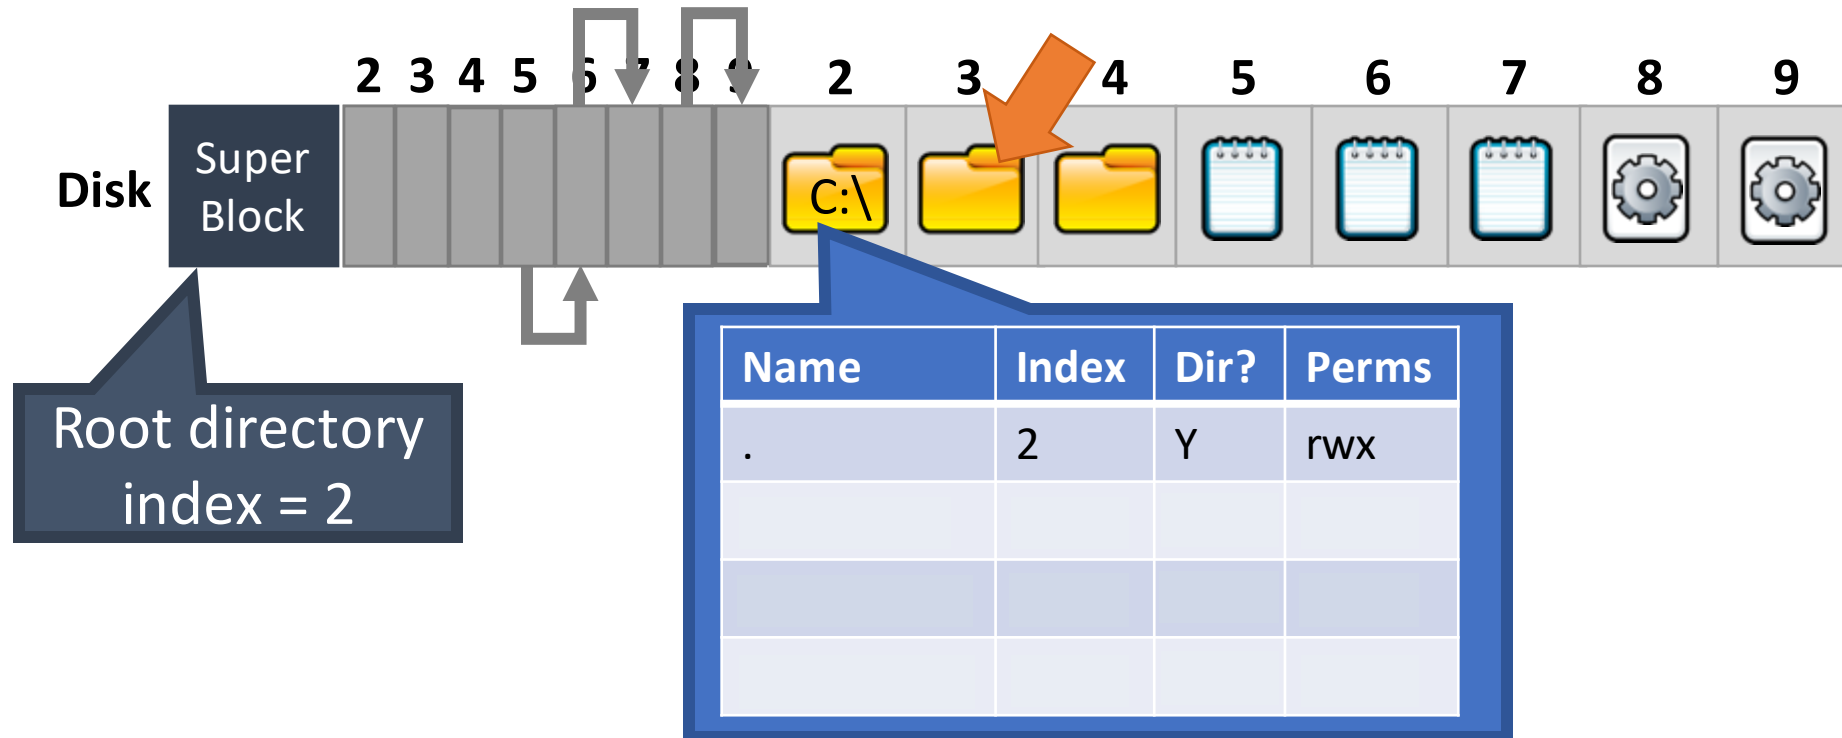 2 3 4 5 6 7 8 9 2 3 4 5 6 7 8 9
Disk
Super
Block
C:\
Root directory
index = 2
Name Index Dir? Perms
. 2 Y rwx